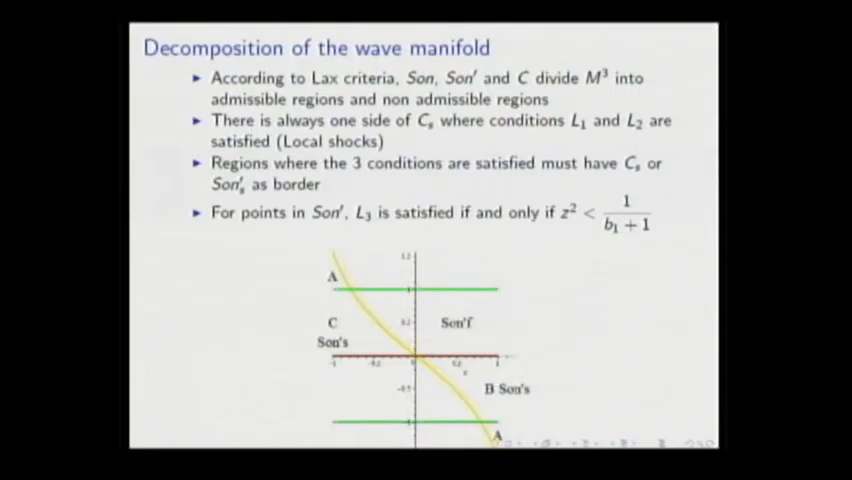 Decomposition of the wave manifold
▶ According to Lax criteria, Son, Son′ and C divide M³ into
admissible regions and non admissible regions
▶ There is always one side of Cₛ where conditions L₁ and L₂ are
satisfied (Local shocks)
▶ Regions where the 3 conditions are satisfied must have Cₛ or
Son′ₛ as border
▶ For points in Son′, L₃ is satisfied if and only if z² < 1/(b₁ + 1)
A
C
Son'f
Son's
-1
0
1
B Son's
A